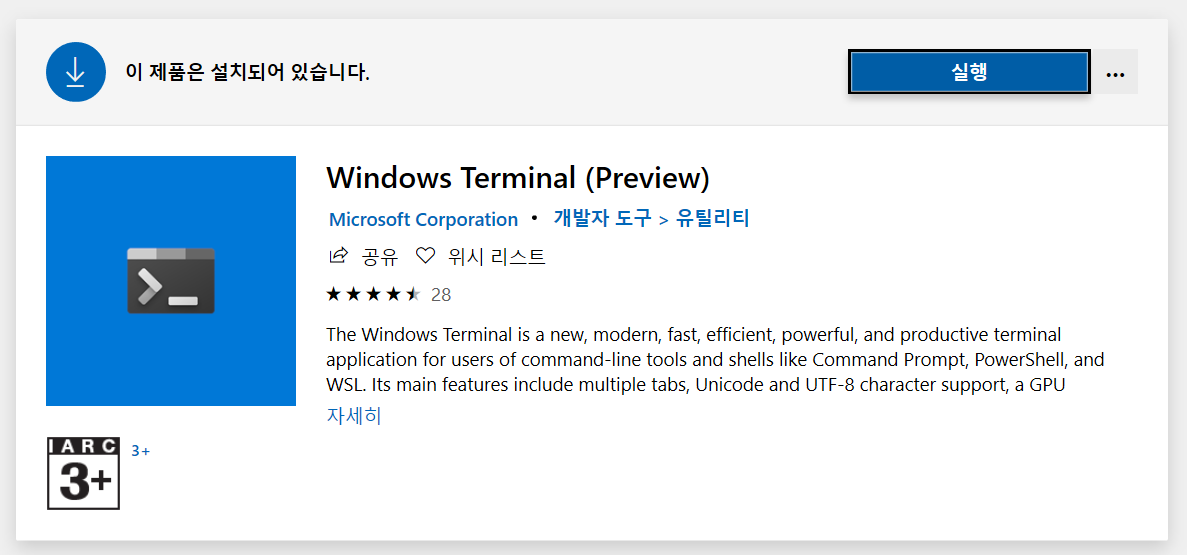 이 제품은 설치되어 있습니다.
실행
Windows Terminal (Preview)
Microsoft Corporation • 개발자 도구 > 유틸리티
공유 위시 리스트
28
The Windows Terminal is a new, modern, fast, efficient, powerful, and productive terminal
application for users of command-line tools and shells like Command Prompt, PowerShell, and
WSL. Its main features include multiple tabs, Unicode and UTF-8 character support, a GPU
자세히
IARC
3+
3+